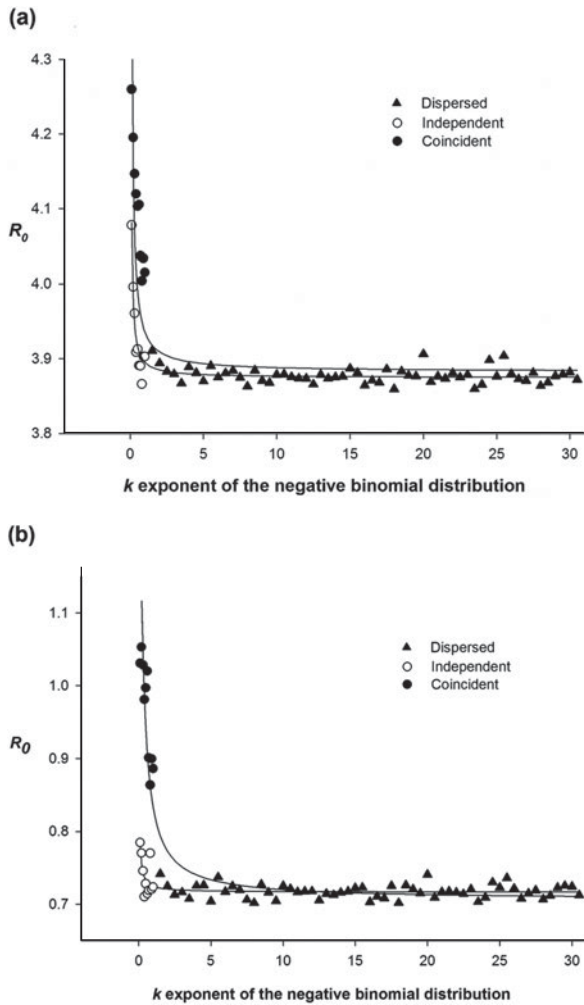 (a)
4.3
4.2
4.1
4.0
3.9
3.8
R0
Dispersed
Independent
Coincident
0 5 10 15 20 25 30
k exponent of the negative binomial distribution
(b)
1.1
1.0
0.9
0.8
0.7
R0
Dispersed
Independent
Coincident
0 5 10 15 20 25 30
k exponent of the negative binomial distribution